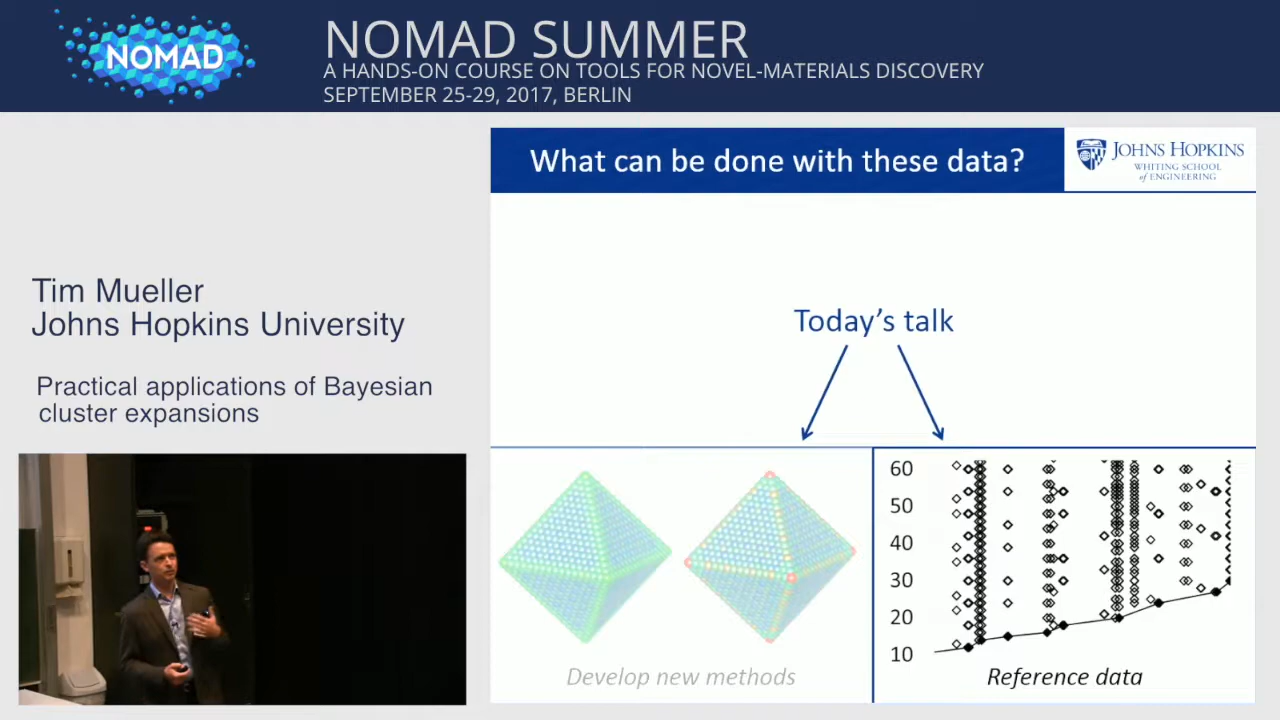 NOMAD
NOMAD SUMMER
A HANDS-ON COURSE ON TOOLS FOR NOVEL-MATERIALS DISCOVERY
SEPTEMBER 25-29, 2017, BERLIN
Tim Mueller
Johns Hopkins University
Practical applications of Bayesian
cluster expansions
What can be done with these data?
JOHNS HOPKINS
WHITING SCHOOL
of ENGINEERING
Today's talk
Develop new methods
60
50
40
30
20
10
Reference data